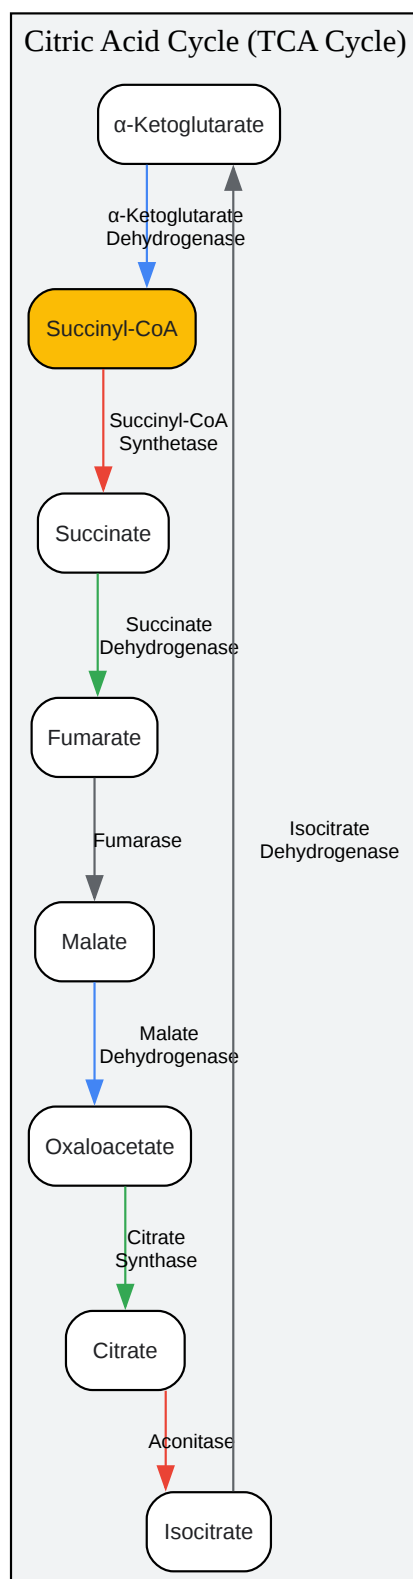 Citric Acid Cycle (TCA Cycle)
α-Ketoglutarate
α-Ketoglutarate
Dehydrogenase
Succinyl-CoA
Succinyl-CoA
Synthetase
Succinate
Succinate
Dehydrogenase
Fumarate
Fumarase
Isocitrate
Dehydrogenase
Malate
Malate
Dehydrogenase
Oxaloacetate
Citrate
Synthase
Citrate
Aconitase
Isocitrate